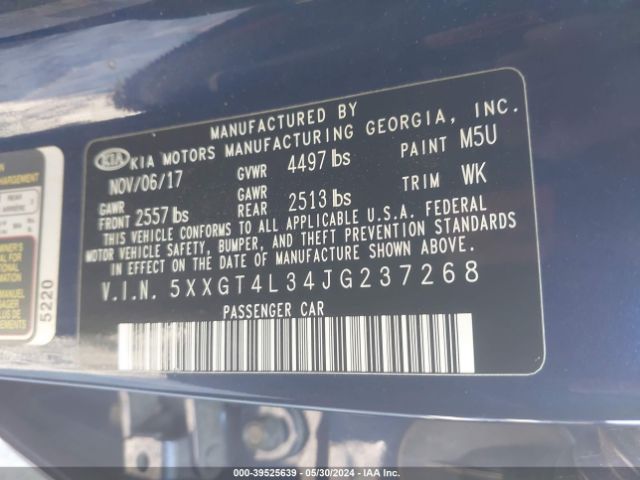 MANUFACTURED BY
KIA KIA MOTORS MANUFACTURING GEORGIA, INC.
NOV/06/17 GVWR 4497 lbs PAINT M5U
GAWR FRONT 2557 lbs GAWR REAR 2513 lbs TRIM WK
THIS VEHICLE CONFORMS TO ALL APPLICABLE U.S.A. FEDERAL
MOTOR VEHICLE SAFETY, BUMPER, AND THEFT PREVENTION STANDARDS
IN EFFECT ON THE DATE OF MANUFACTURE SHOWN ABOVE.
V.I.N. 5XXGT4L34JG237268
PASSENGER CAR
5220
000-39525639 - 05/30/2024 - IAA Inc.